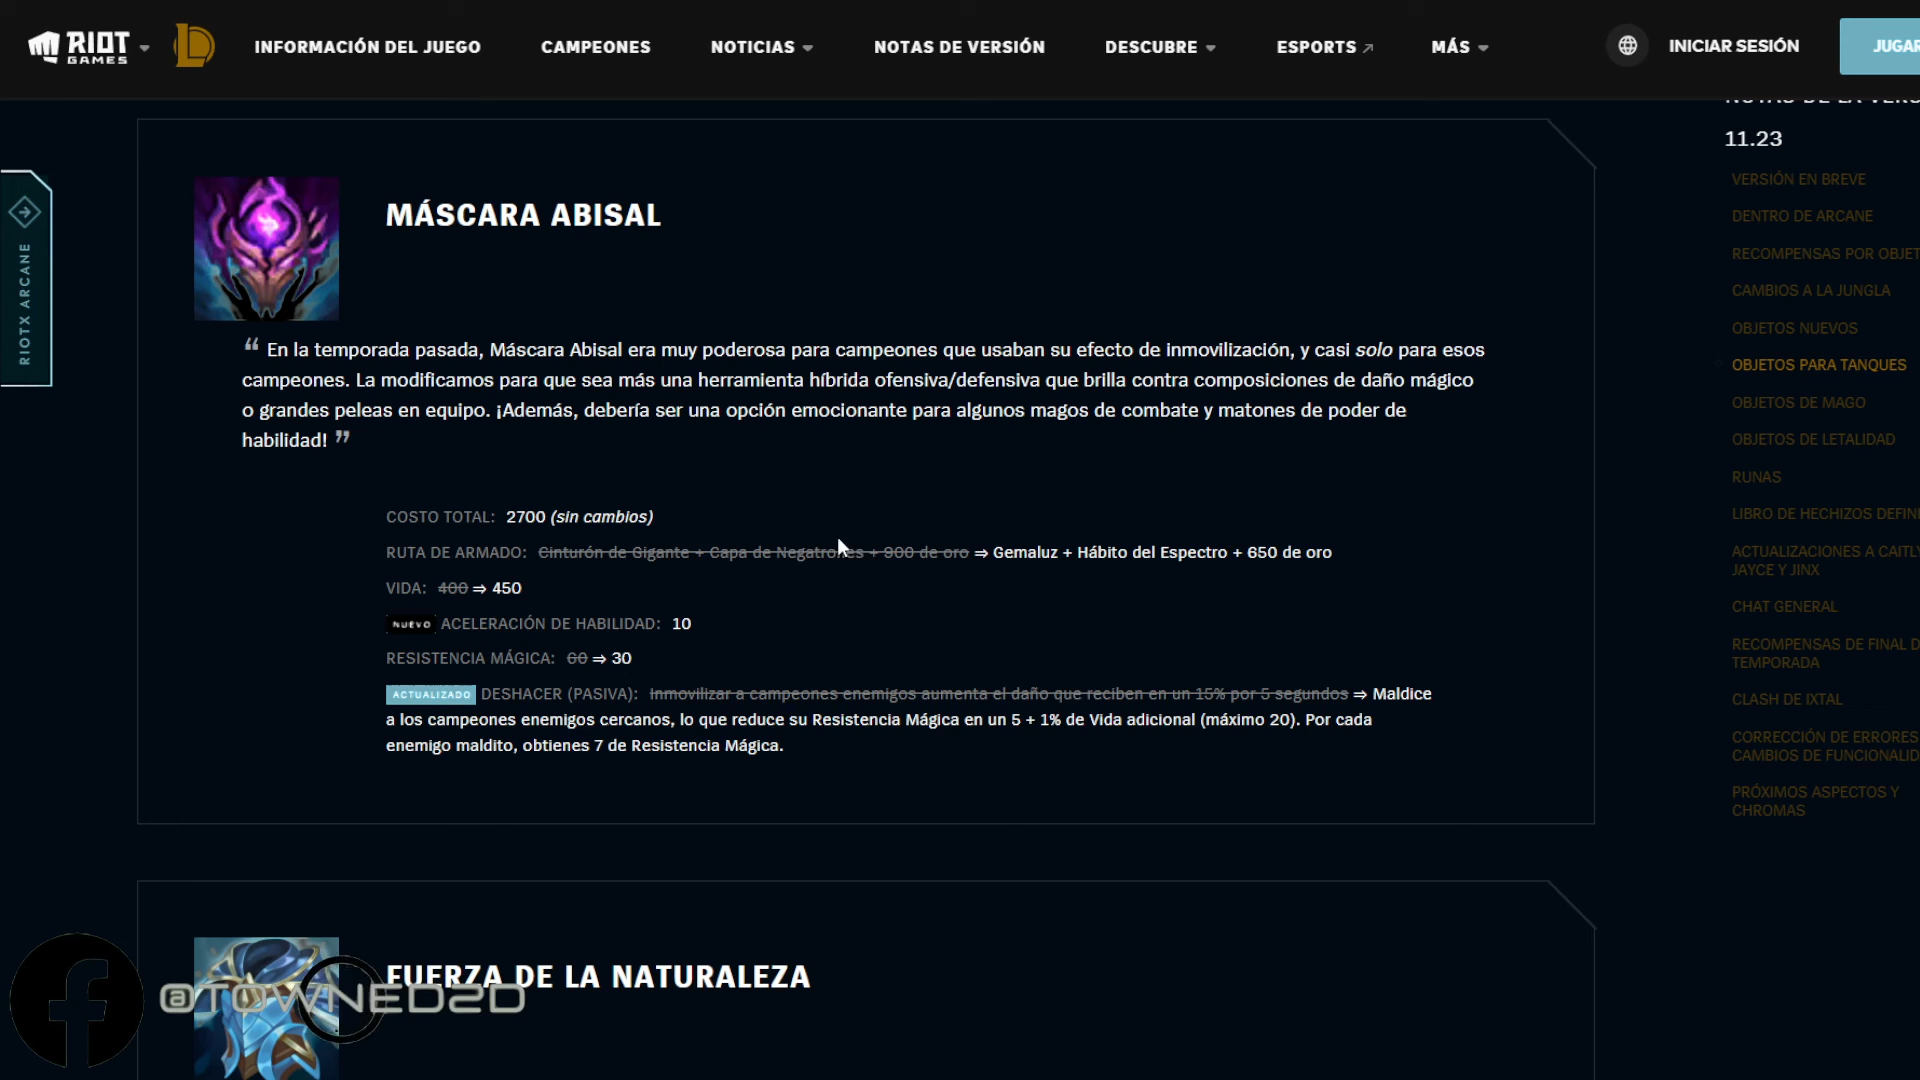 RIOT GAMES
INFORMACIÓN DEL JUEGO
CAMPEONES
NOTICIAS
NOTAS DE VERSIÓN
DESCUBRE
ESPORTS
MÁS
INICIAR SESIÓN
JUGAR
RIOTX ARCANE
MÁSCARA ABISAL
“ En la temporada pasada, Máscara Abisal era muy poderosa para campeones que usaban su efecto de inmovilización, y casi solo para esos
campeones. La modificamos para que sea más una herramienta híbrida ofensiva/defensiva que brilla contra composiciones de daño mágico
o grandes peleas en equipo. ¡Además, debería ser una opción emocionante para algunos magos de combate y matones de poder de
habilidad! ”
COSTO TOTAL: 2700 (sin cambios)
RUTA DE ARMADO: Cinturón de Gigante + Capa de Negatrones + 900 de oro ⇒ Gemaluz + Hábito del Espectro + 650 de oro
VIDA: 400 ⇒ 450
NUEVO ACELERACIÓN DE HABILIDAD: 10
RESISTENCIA MÁGICA: 60 ⇒ 30
ACTUALIZADO DESHACER (PASIVA): Inmovilizar a campeones enemigos aumenta el daño que reciben en un 15% por 5 segundos ⇒ Maldice
a los campeones enemigos cercanos, lo que reduce su Resistencia Mágica en un 5 + 1% de Vida adicional (máximo 20). Por cada
enemigo maldito, obtienes 7 de Resistencia Mágica.
FUERZA DE LA NATURALEZA
@TOWNED2D
NOTAS DE LA VERS
11.23
VERSIÓN EN BREVE
DENTRO DE ARCANE
RECOMPENSAS POR OBJET
CAMBIOS A LA JUNGLA
OBJETOS NUEVOS
OBJETOS PARA TANQUES
OBJETOS DE MAGO
OBJETOS DE LETALIDAD
RUNAS
LIBRO DE HECHIZOS DEFINI
ACTUALIZACIONES A CAITLY
JAYCE Y JINX
CHAT GENERAL
RECOMPENSAS DE FINAL D
TEMPORADA
CLASH DE IXTAL
CORRECCIÓN DE ERRORES
CAMBIOS DE FUNCIONALID
PRÓXIMOS ASPECTOS Y
CHROMAS